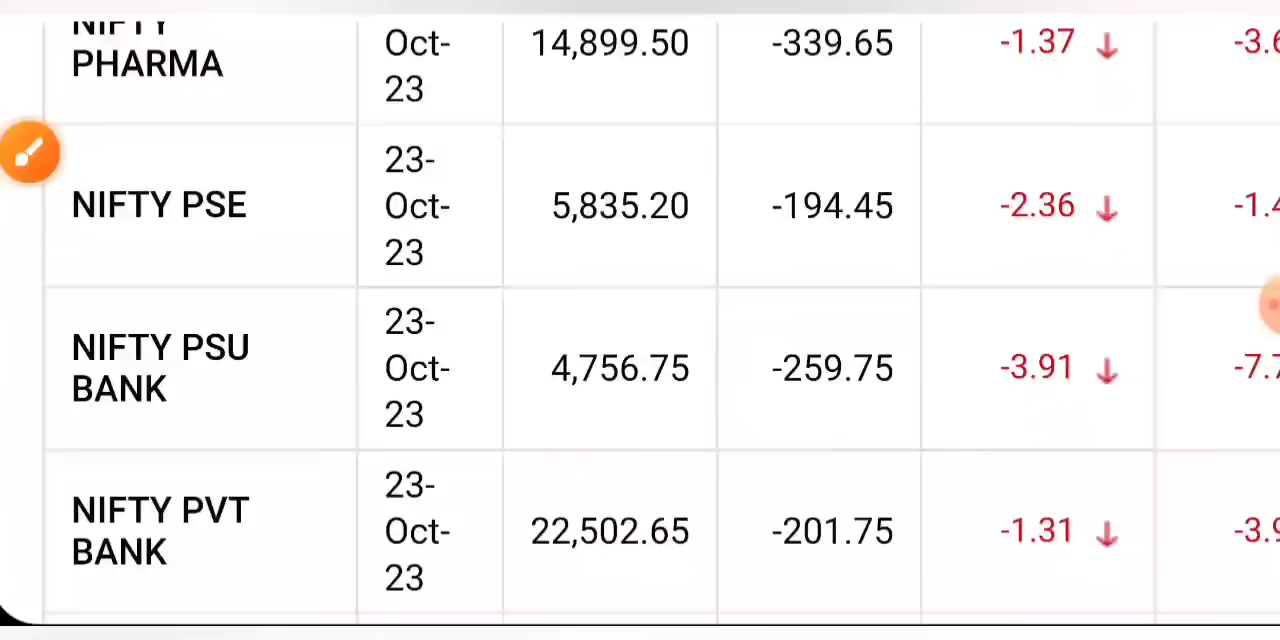 NIFTY
PHARMA
Oct-
23
14,899.50
-339.65
-1.37 ↓
NIFTY PSE
23-
Oct-
23
5,835.20
-194.45
-2.36 ↓
NIFTY PSU
BANK
23-
Oct-
23
4,756.75
-259.75
-3.91 ↓
NIFTY PVT
BANK
23-
Oct-
23
22,502.65
-201.75
-1.31 ↓